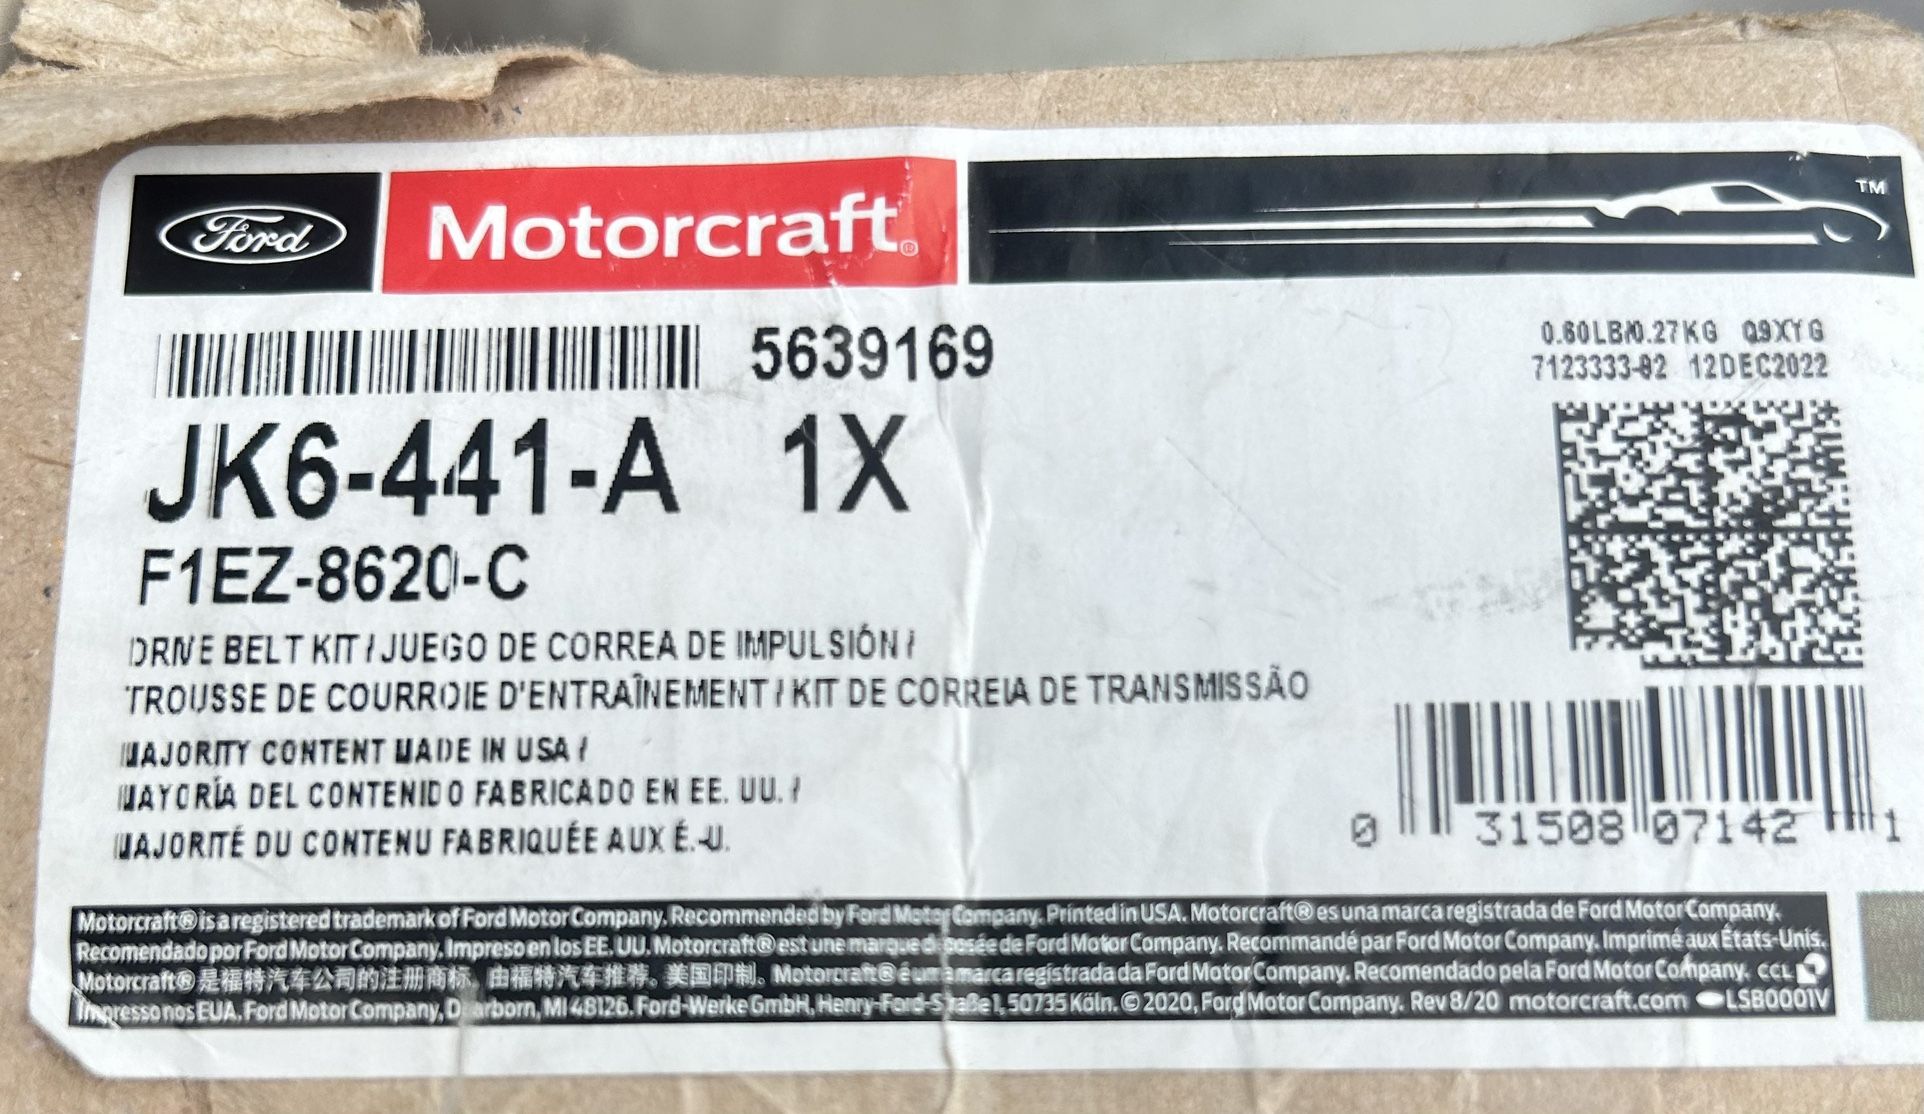 Ford Motorcraft® ™
5639169
0.60LB/0.27KG Q9XYG
7123333-92 12DEC2022
JK6-441-A 1X
F1EZ-8620-C
DRIVE BELT KIT / JUEGO DE CORREA DE IMPULSIÓN /
TROUSSE DE COURROIE D'ENTRAÎNEMENT / KIT DE CORREIA DE TRANSMISSÃO
MAJORITY CONTENT MADE IN USA /
MAYORÍA DEL CONTENIDO FABRICADO EN EE. UU. /
MAJORITÉ DU CONTENU FABRIQUÉE AUX É.-U.
0 31508 07142 1
Motorcraft® is a registered trademark of Ford Motor Company. Recommended by Ford Motor Company. Printed in USA. Motorcraft® es una marca registrada de Ford Motor Company.
Recomendado por Ford Motor Company. Impreso en los EE. UU. Motorcraft® est une marque déposée de Ford Motor Company. Recommandé par Ford Motor Company. Imprimé aux États-Unis.
Motorcraft® 是福特汽车公司的注册商标。由福特汽车推荐。美国印制。Motorcraft® é uma marca registrada da Ford Motor Company. Recomendado pela Ford Motor Company. CCL
Impresso nos EUA. Ford Motor Company, Dearborn, MI 48126. Ford-Werke GmbH, Henry-Ford-Straße 1, 50735 Köln. © 2020, Ford Motor Company. Rev 8/20 motorcraft.com LSB0001V